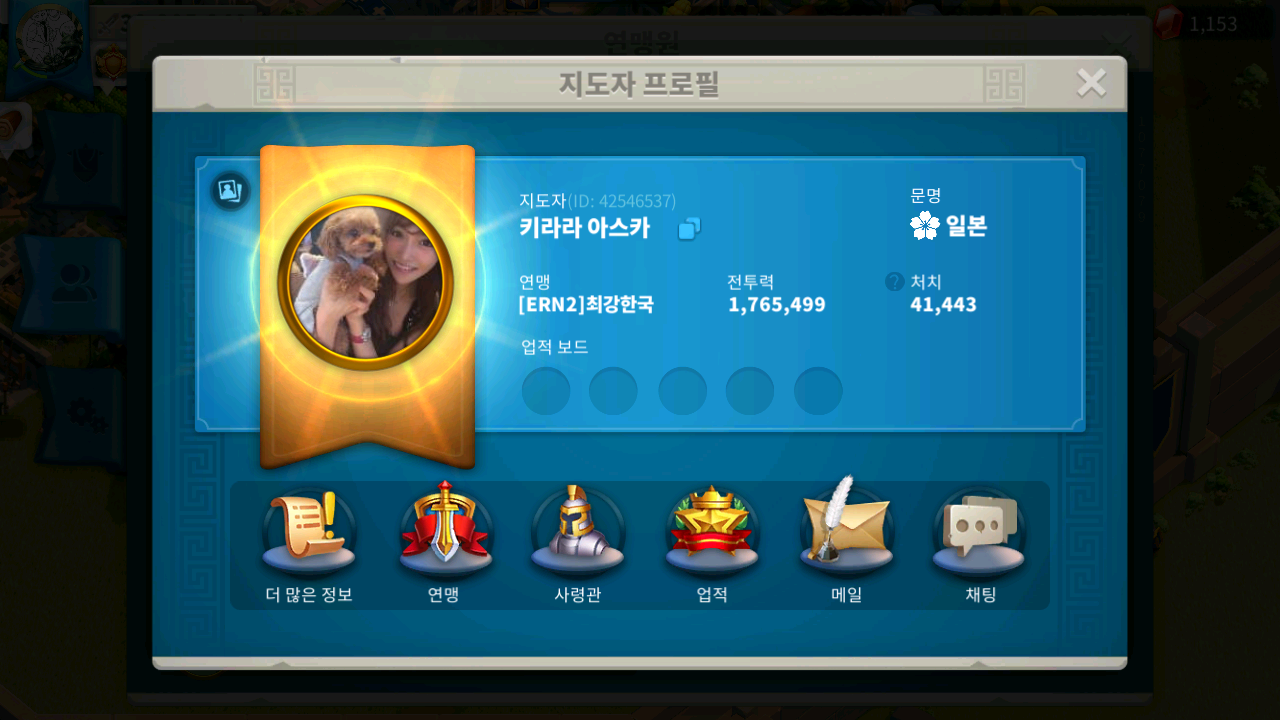 연맹원
1,153
지도자 프로필
지도자(ID: 42546537)
키라라 아스카
문명
일본
연맹
[ERN2]최강한국
전투력
1,765,499
? 처치
41,443
업적 보드
더 많은 정보
연맹
사령관
업적
메일
채팅